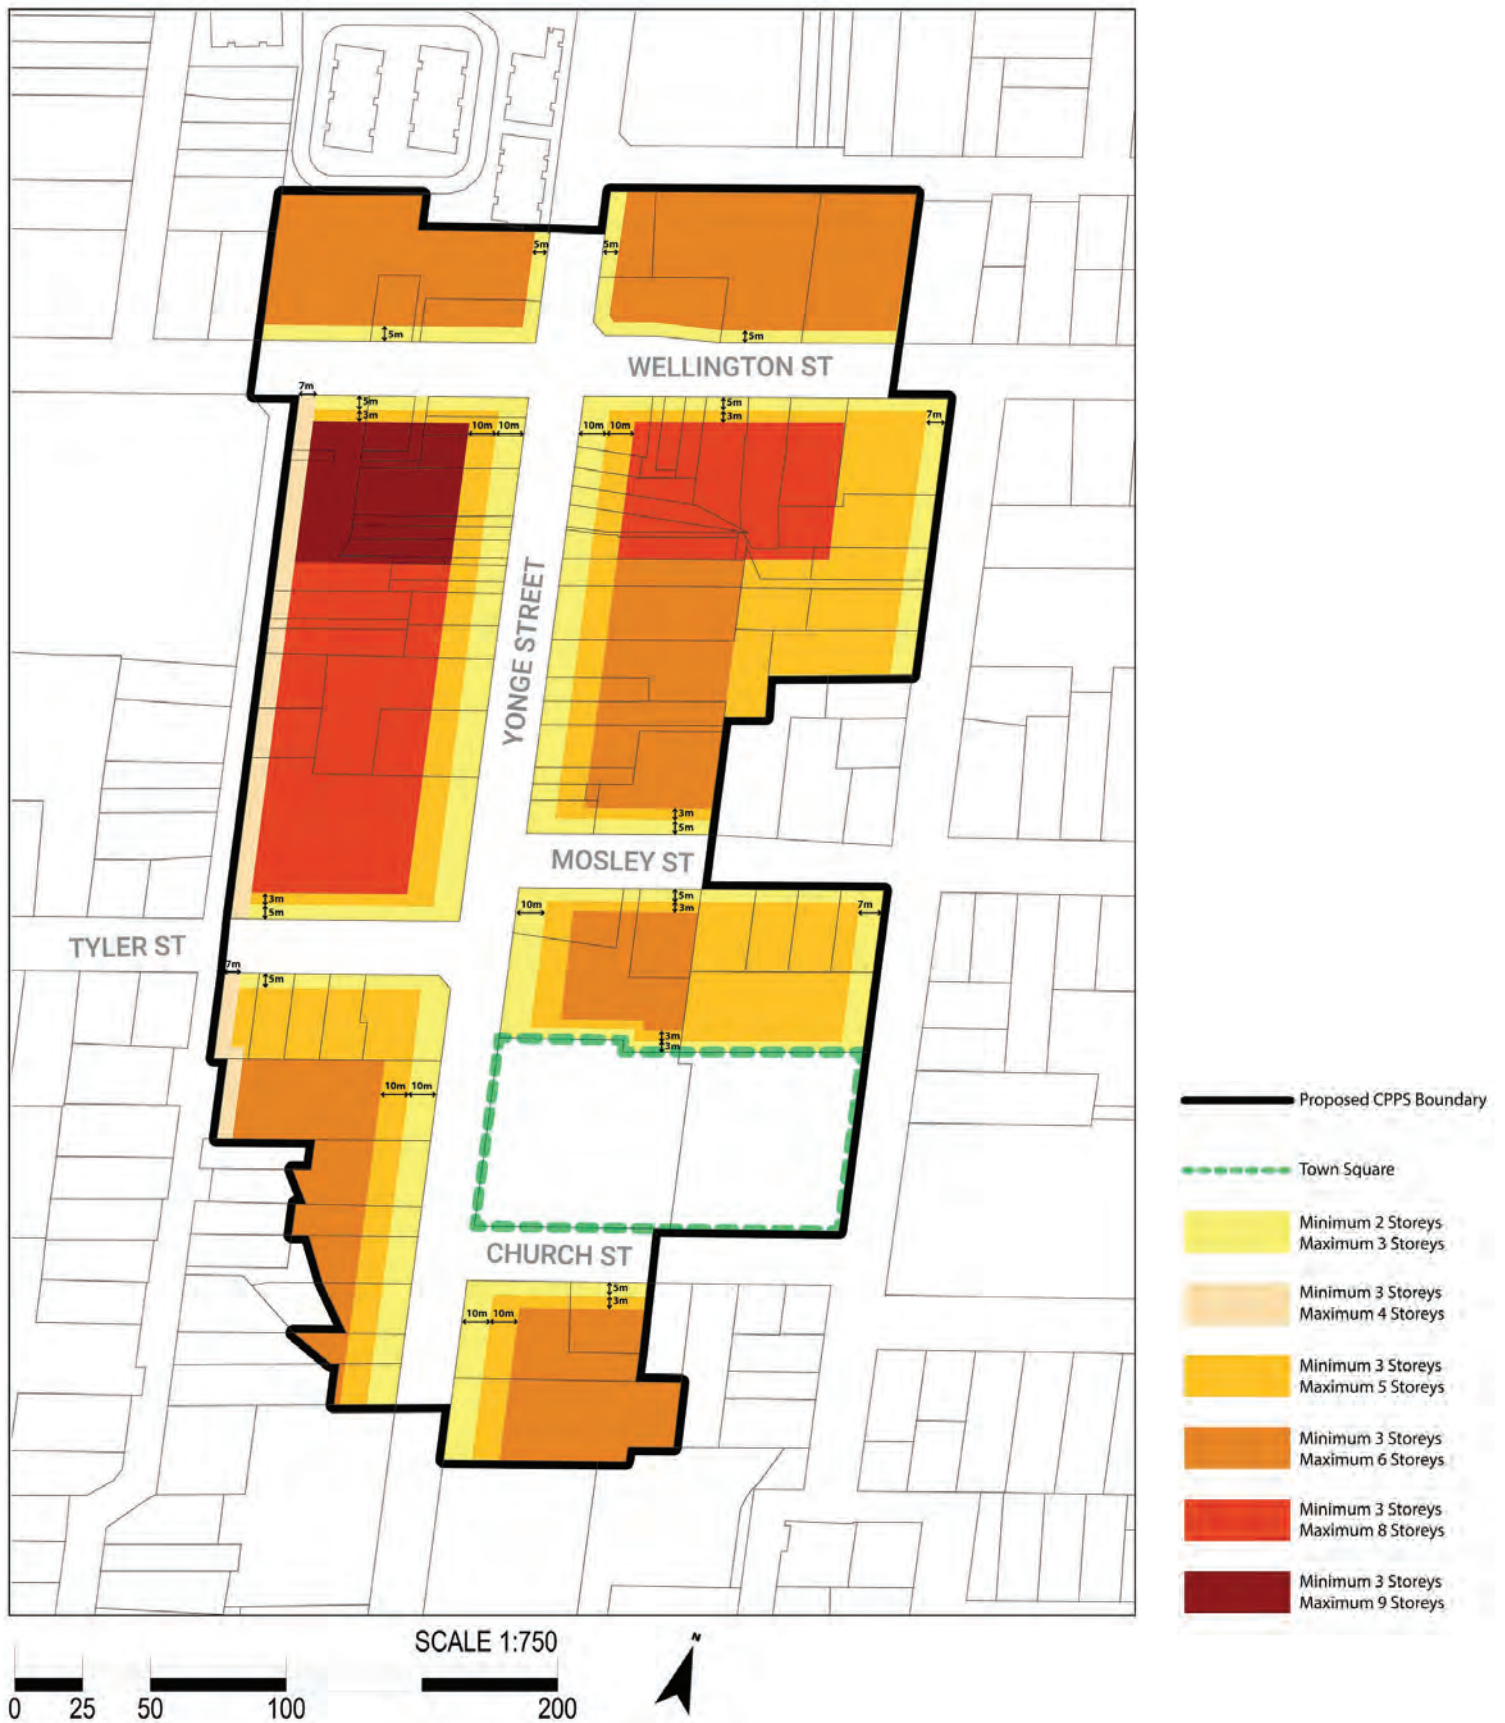 5m
5m
5m
5m
WELLINGTON ST
7m
5m
3m
10m
10m
10m
10m
5m
3m
7m
YONGE STREET
3m
5m
MOSLEY ST
3m
5m
TYLER ST
7m
5m
10m
5m
3m
7m
3m
3m
10m
10m
CHURCH ST
5m
3m
10m
10m
Proposed CPPS Boundary
Town Square
Minimum 2 Storeys
Maximum 3 Storeys
Minimum 3 Storeys
Maximum 4 Storeys
Minimum 3 Storeys
Maximum 5 Storeys
Minimum 3 Storeys
Maximum 6 Storeys
Minimum 3 Storeys
Maximum 8 Storeys
Minimum 3 Storeys
Maximum 9 Storeys
SCALE 1:750
N
0 25 50 100 200